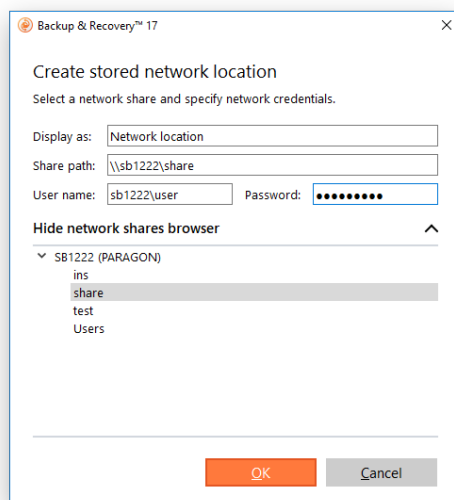 Backup & Recovery™ 17
Create stored network location
Select a network share and specify network credentials.
Display as: Network location
Share path: \\sb1222\share
User name: sb1222\user Password: ●●●●●●●●●
Hide network shares browser
SB1222 (PARAGON)
ins
share
test
Users
OK Cancel